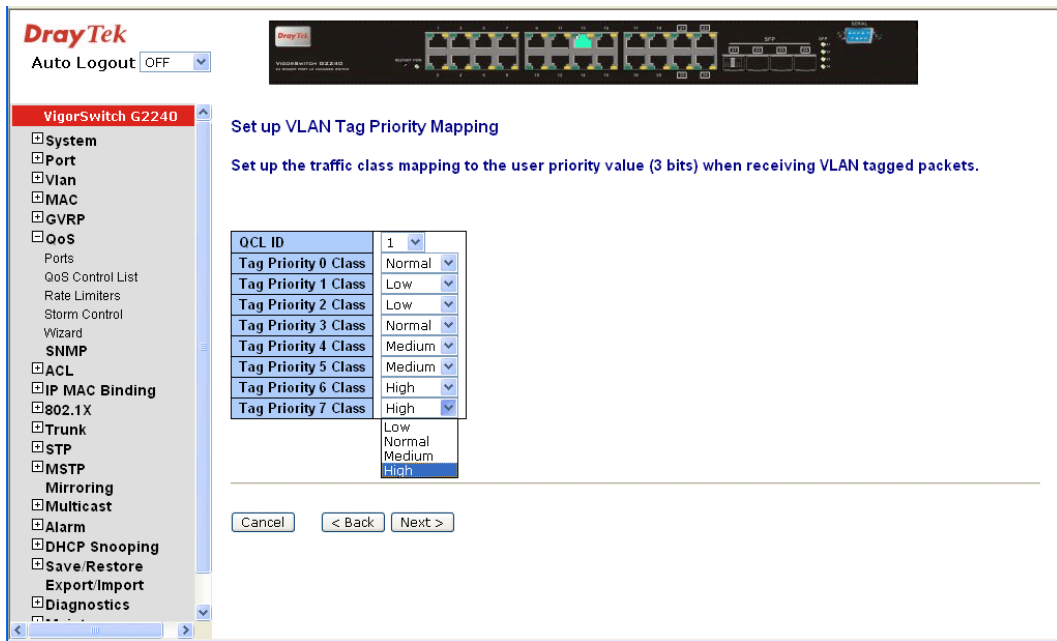 DrayTek
Auto Logout OFF
DrayTek
VIGORSWITCH G2240
SERIAL
SFP
VigorSwitch G2240
System
Port
Vlan
MAC
GVRP
QoS
Ports
QoS Control List
Rate Limiters
Storm Control
Wizard
SNMP
ACL
IP MAC Binding
802.1X
Trunk
STP
MSTP
Mirroring
Multicast
Alarm
DHCP Snooping
Save/Restore
Export/Import
Diagnostics
Set up VLAN Tag Priority Mapping
Set up the traffic class mapping to the user priority value (3 bits) when receiving VLAN tagged packets.
QCL ID 1
Tag Priority 0 Class Normal
Tag Priority 1 Class Low
Tag Priority 2 Class Low
Tag Priority 3 Class Normal
Tag Priority 4 Class Medium
Tag Priority 5 Class Medium
Tag Priority 6 Class High
Tag Priority 7 Class High
Low
Normal
Medium
High
Cancel < Back Next >